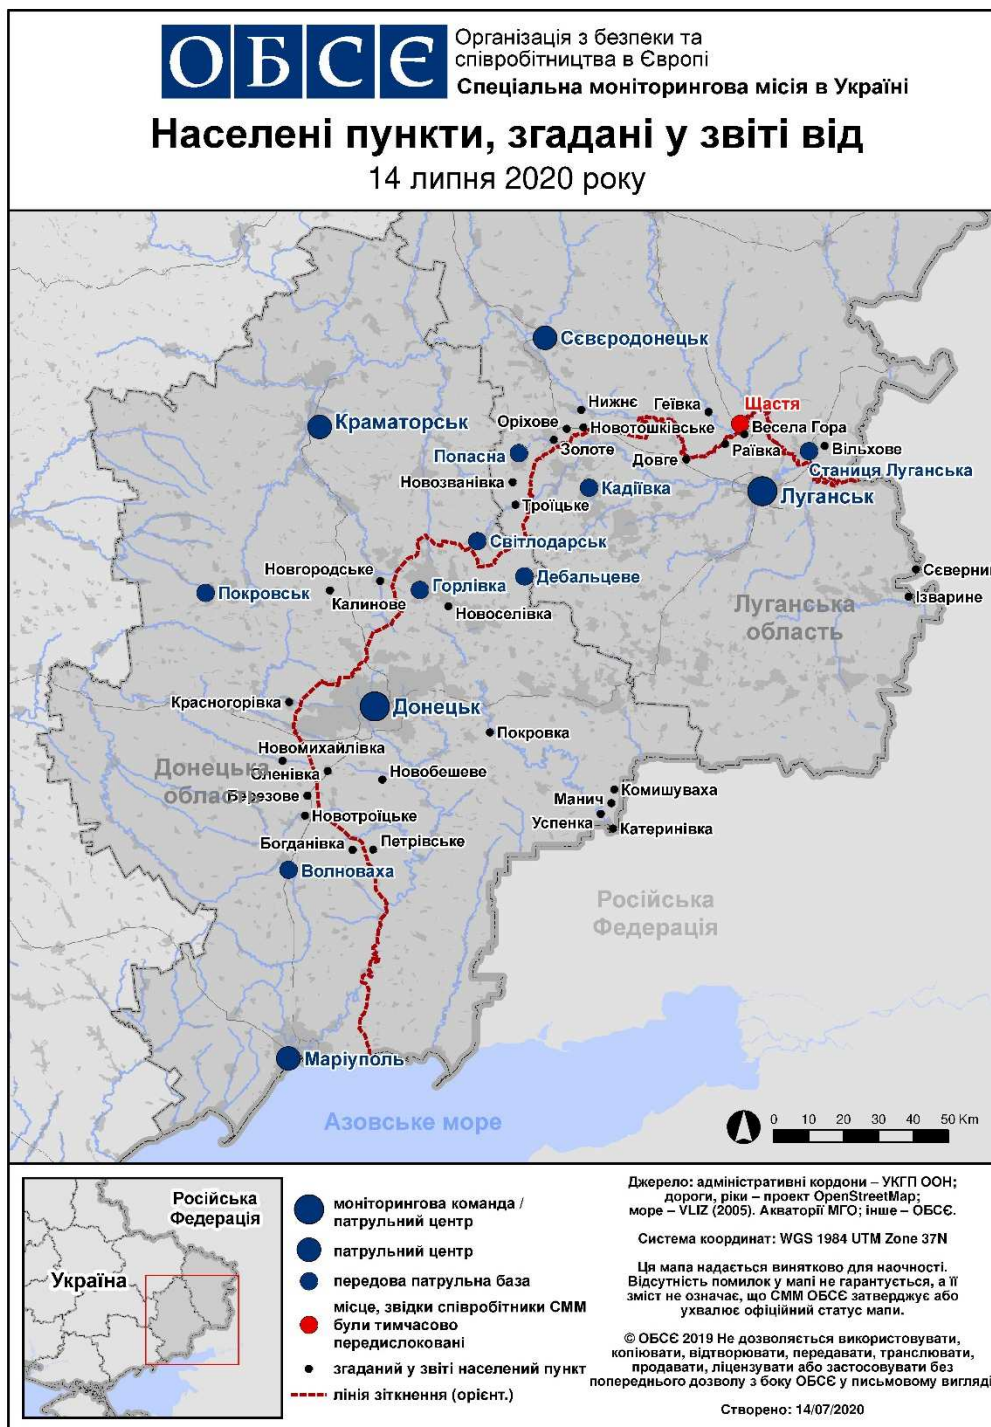 ОБСЄ
Організація з безпеки та
співробітництва в Європі
Спеціальна моніторингова місія в Україні
Населені пункти, згадані у звіті від
14 липня 2020 року
Сєвєродонецьк
Нижнє
Геївка
Щастя
Краматорськ
Оріхове
Новотошківське
Весела Гора
Попасна
Золоте
Довге
Раївка
Вільхове
Станиця Луганська
Новозванівка
Кадіївка
Луганськ
Троїцьке
Світлодарськ
Новгородське
Дебальцеве
Сєверний
Покровськ
Калинове
Горлівка
Новоселівка
Ізварине
Луганська
область
Красногорівка
Донецьк
Покровка
Новомихайлівка
Донецька
область
Оленівка
Новобешеве
Комишуваха
Березове
Манич
Новотроїцьке
Успенка
Катеринівка
Богданівка
Петрівське
Волноваха
Російська
Федерація
Маріуполь
Азовське море
0 10 20 30 40 50 Km
Російська
Федерація
Україна
моніторингова команда /
патрульний центр
патрульний центр
передова патрульна база
місце, звідки співробітники СММ
були тимчасово
передислоковані
згаданий у звіті населений пункт
лінія зіткнення (орієнт.)
Джерело: адміністративні кордони – УКГП ООН;
дороги, ріки – проект OpenStreetMap;
море – VLIZ (2005). Акваторії МГО; інше – ОБСЄ.
Система координат: WGS 1984 UTM Zone 37N
Ця мапа надається винятково для наочності.
Відсутність помилок у мапі не гарантується, а її
зміст не означає, що СММ ОБСЄ затверджує або
ухвалює офіційний статус мапи.
© ОБСЄ 2019 Не дозволяється використовувати,
копіювати, відтворювати, передавати, транслювати,
продавати, ліцензувати або застосовувати без
попереднього дозволу з боку ОБСЄ у письмовому вигляді
Створено: 14/07/2020